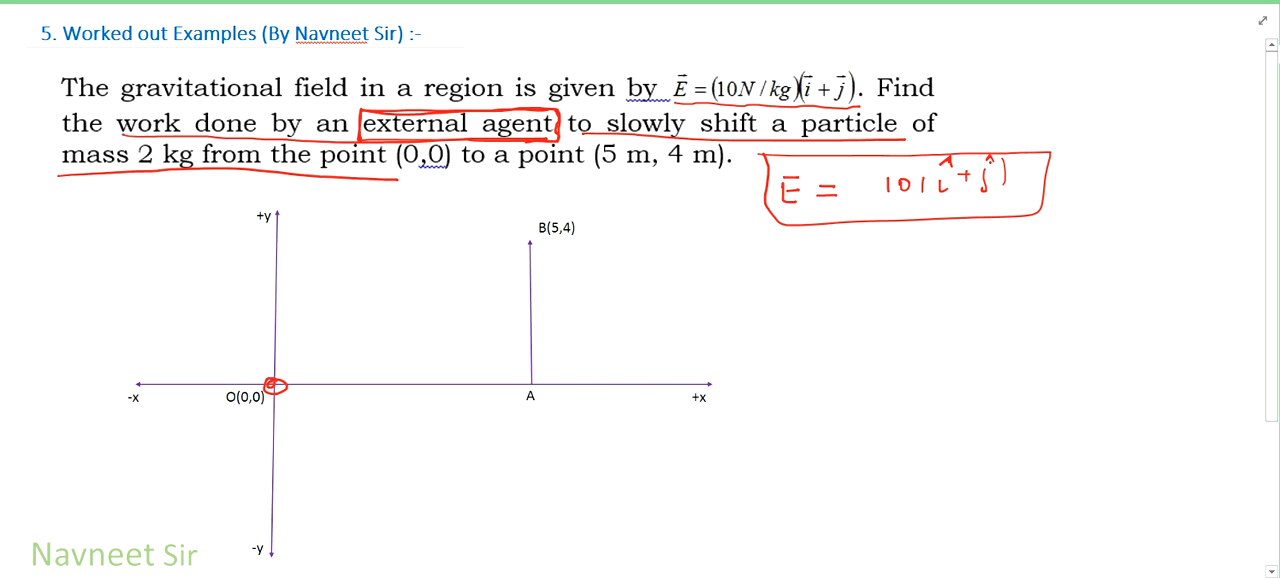 5. Worked out Examples (By Navneet Sir) :-
The gravitational field in a region is given by E⃗ = (10N / kg)(i⃗ + j⃗). Find
the work done by an external agent to slowly shift a particle of
mass 2 kg from the point (0,0) to a point (5 m, 4 m).
E = 10(î + ĵ)
+y
B(5,4)
-x
O(0,0)
A
+x
-y
Navneet Sir